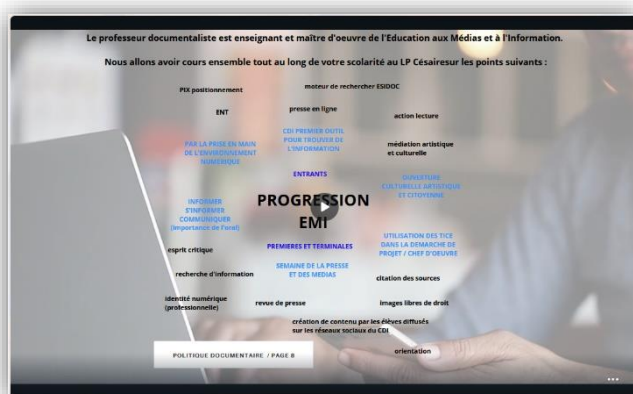 Le professeur documentaliste est enseignant et maître d'oeuvre de l'Education aux Médias et à l'Information.
Nous allons avoir cours ensemble tout au long de votre scolarité au LP Césairesur les points suivants :
PIX positionnement
moteur de rechercher ESIDOC
ENT
presse en ligne
action lecture
PAR LA PRISE EN MAIN
DE L'ENVIRONNEMENT
NUMÉRIQUE
CDI PREMIER OUTIL
POUR TROUVER DE
L'INFORMATION
médiation artistique
et culturelle
ENTRANTS
OUVERTURE
CULTURELLE ARTISTIQUE
ET CITOYENNE
INFORMER
S'INFORMER
COMMUNIQUER
(importance de l'oral)
PROGRESSION
EMI
UTILISATION DES TICE
DANS LA DEMARCHE DE
PROJET / CHEF D'OEUVRE
esprit critique
PREMIERES ET TERMINALES
SEMAINE DE LA PRESSE
ET DES MEDIAS
recherche d'information
citation des sources
identité numérique
(professionnelle)
revue de presse
images libres de droit
création de contenu par les élèves diffusés
sur les réseaux sociaux du CDI
orientation
POLITIQUE DOCUMENTAIRE / PAGE 8